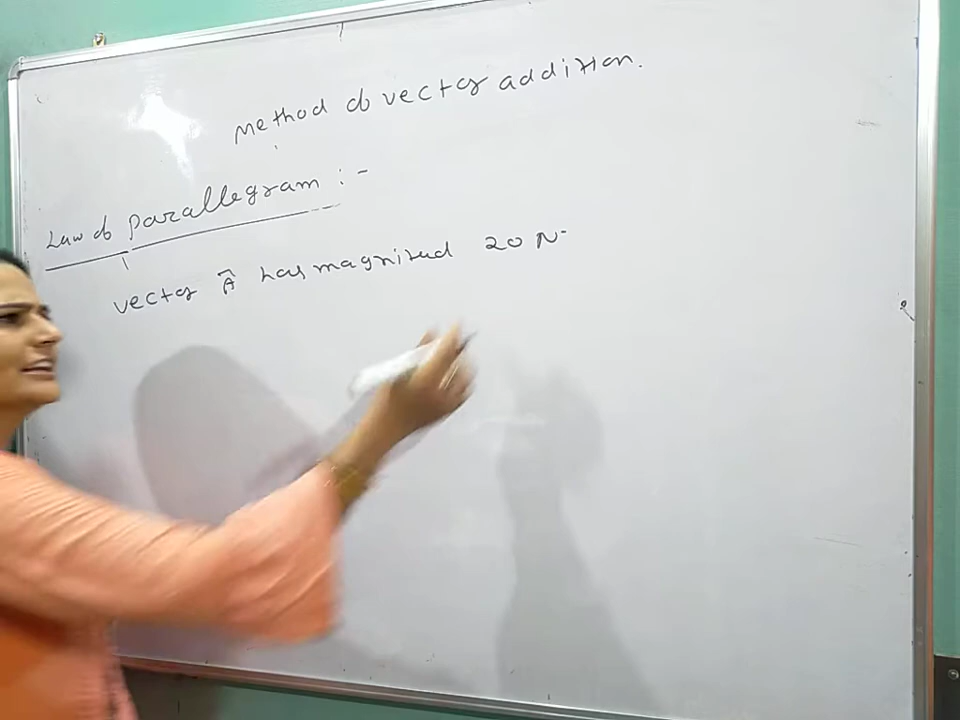 Method of vector addition.
Law of parallegram :-
vector A has magnitud 20 N.